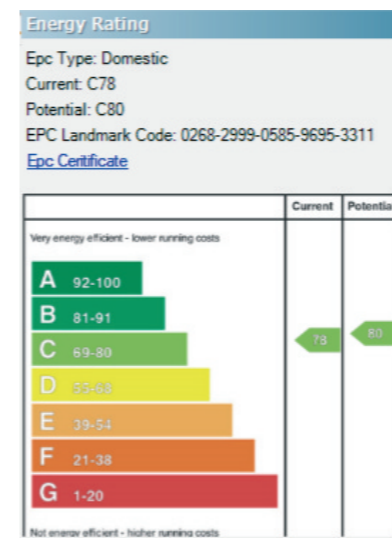 Energy Rating
Epc Type: Domestic
Current: C78
Potential: C80
EPC Landmark Code: 0268-2999-0585-9695-3311
Epc Ceritificate
Current Potentia
Very energy efficient - lower running costs
A 92-100
B 81-91
C 69-80
78
80
D 55-68
E 39-54
F 21-38
G 1-20
Not energy efficient - higher running costs